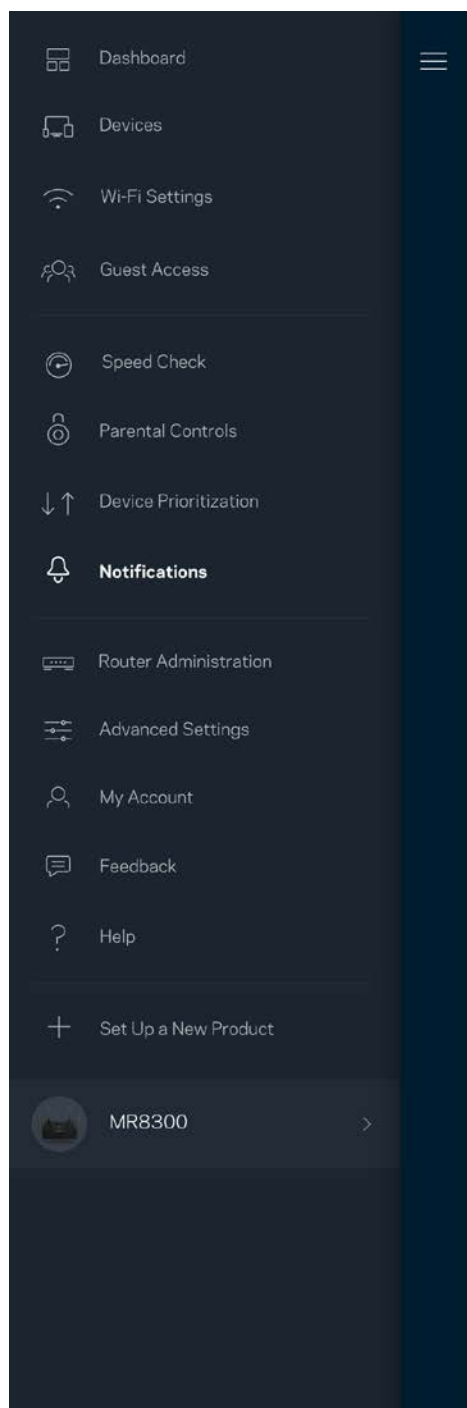 Dashboard
Devices
Wi-Fi Settings
Guest Access
Speed Check
Parental Controls
Device Prioritization
Notifications
Router Administration
Advanced Settings
My Account
Feedback
Help
Set Up a New Product
MR8300